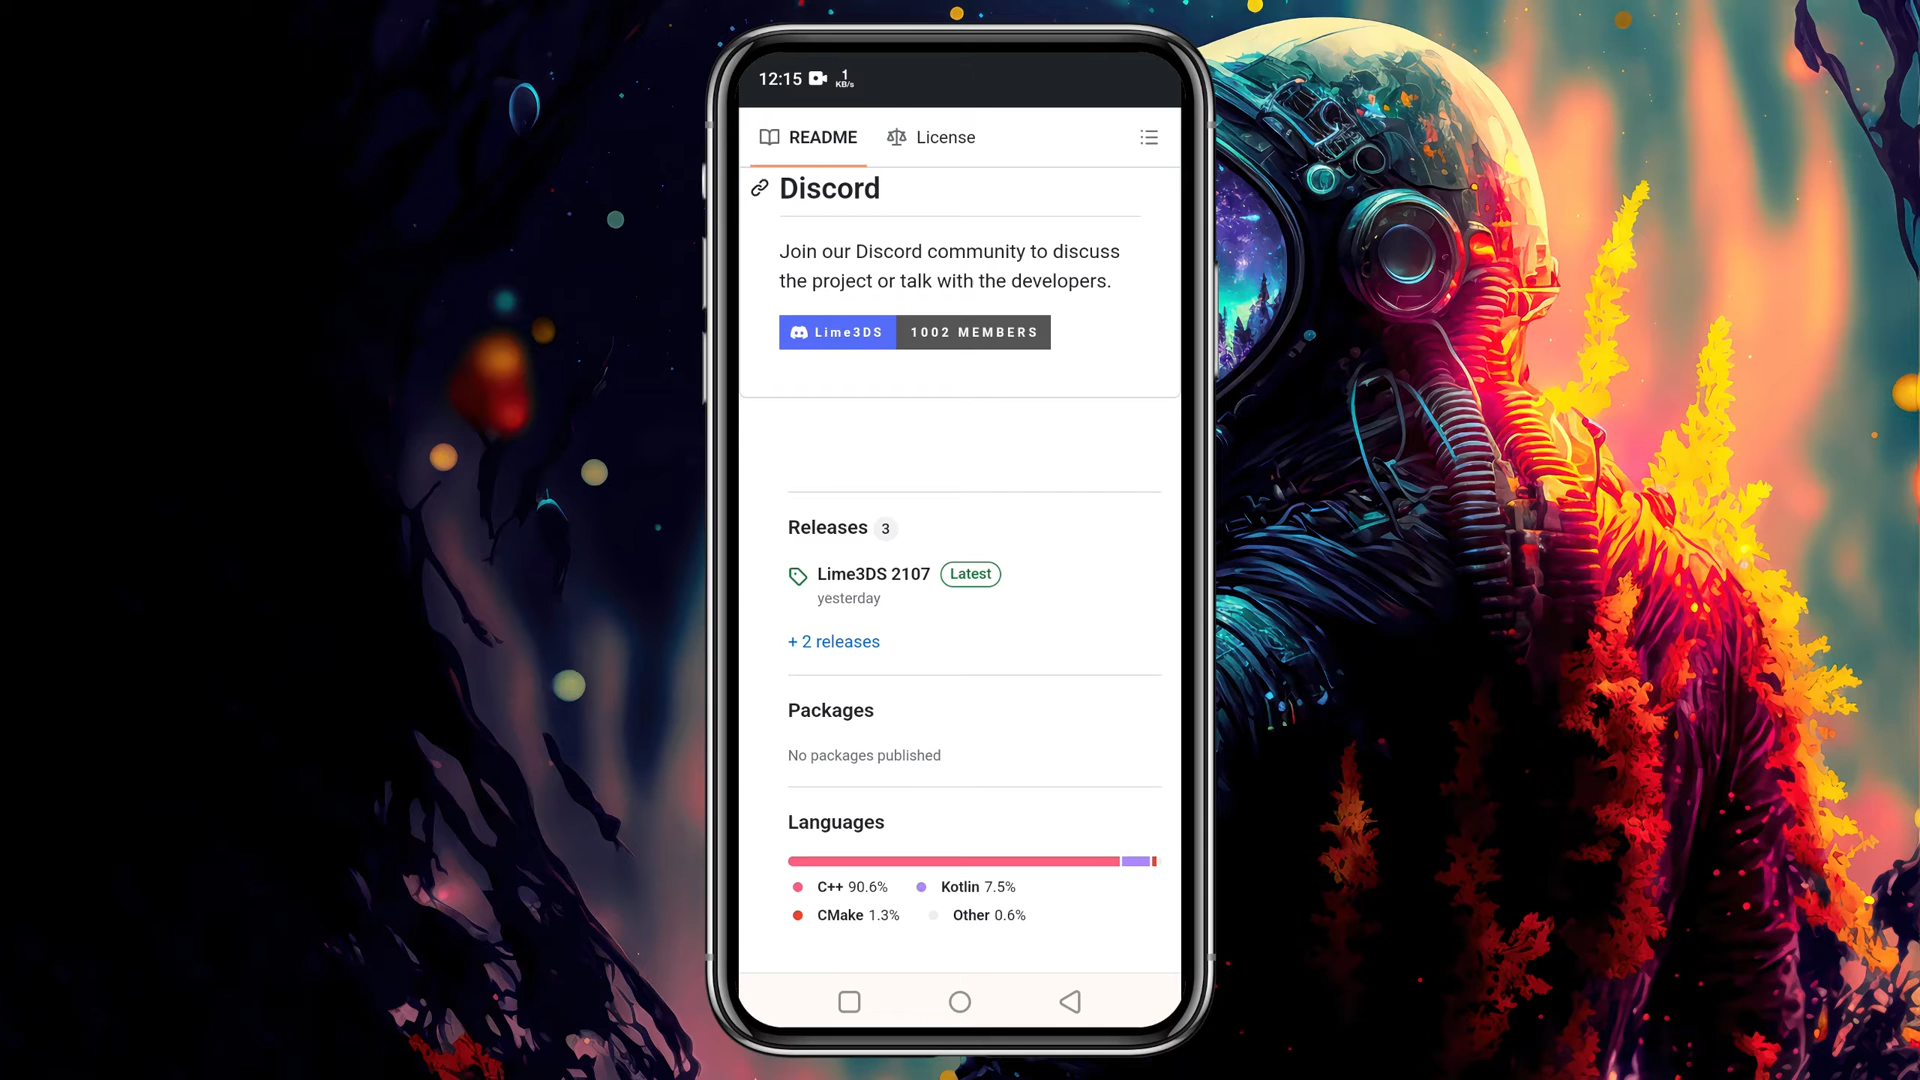 12:15 1 KB/s
README License
Discord
Join our Discord community to discuss
the project or talk with the developers.
Lime3DS 1002 MEMBERS
Releases 3
Lime3DS 2107 Latest
yesterday
+ 2 releases
Packages
No packages published
Languages
C++ 90.6% Kotlin 7.5%
CMake 1.3% Other 0.6%